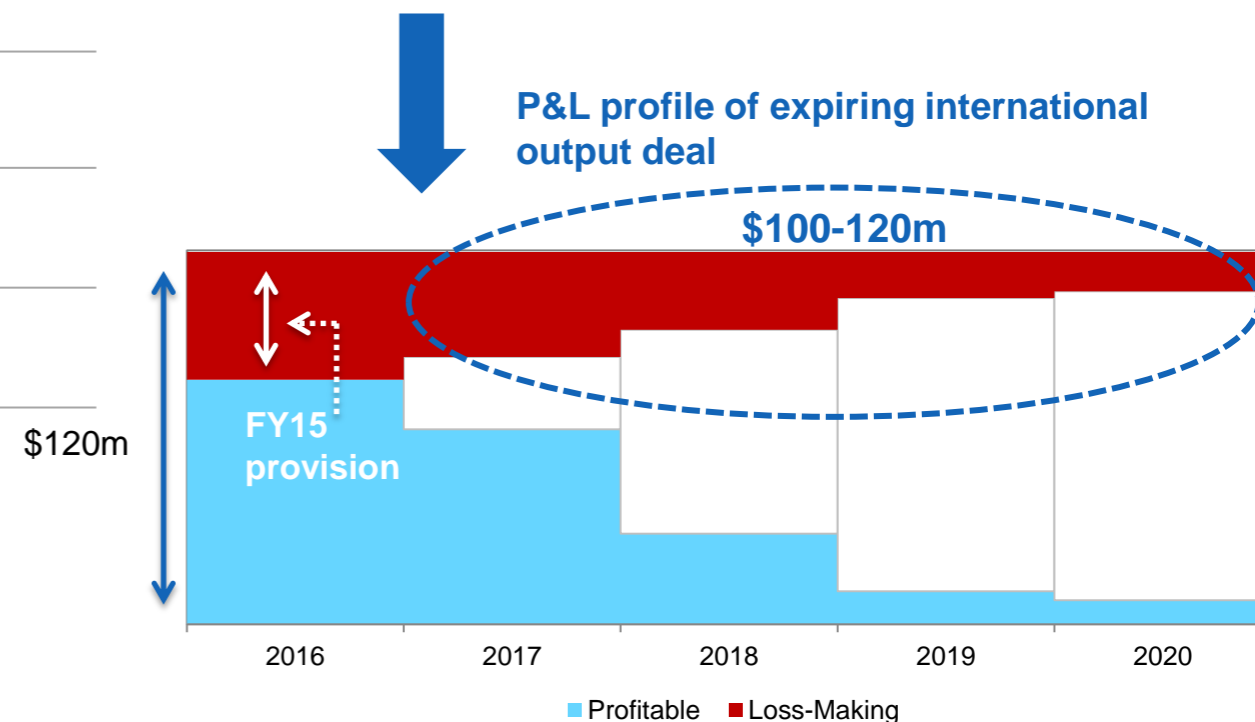 P&L profile of expiring international
output deal
$100-120m
FY15
provision
$120m
2016 2017 2018 2019 2020
Profitable Loss-Making